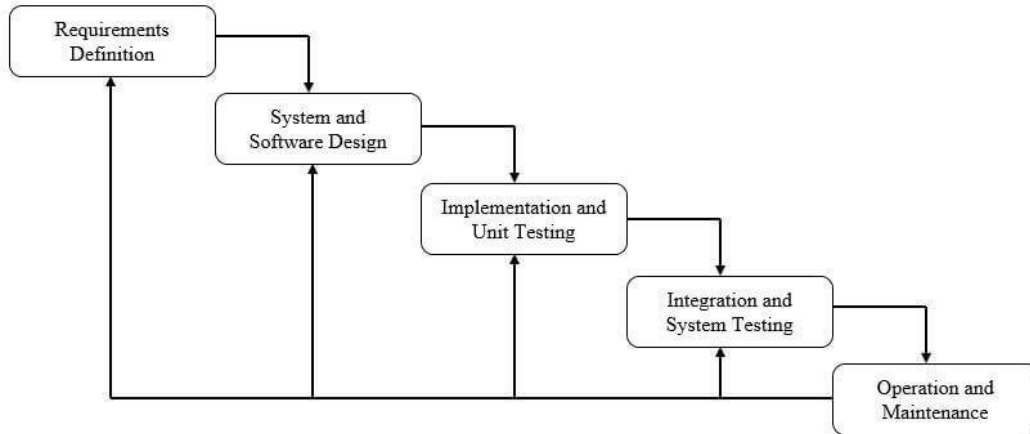 Requirements
Definition
System and
Software Design
Implementation and
Unit Testing
Integration and
System Testing
Operation and
Maintenance